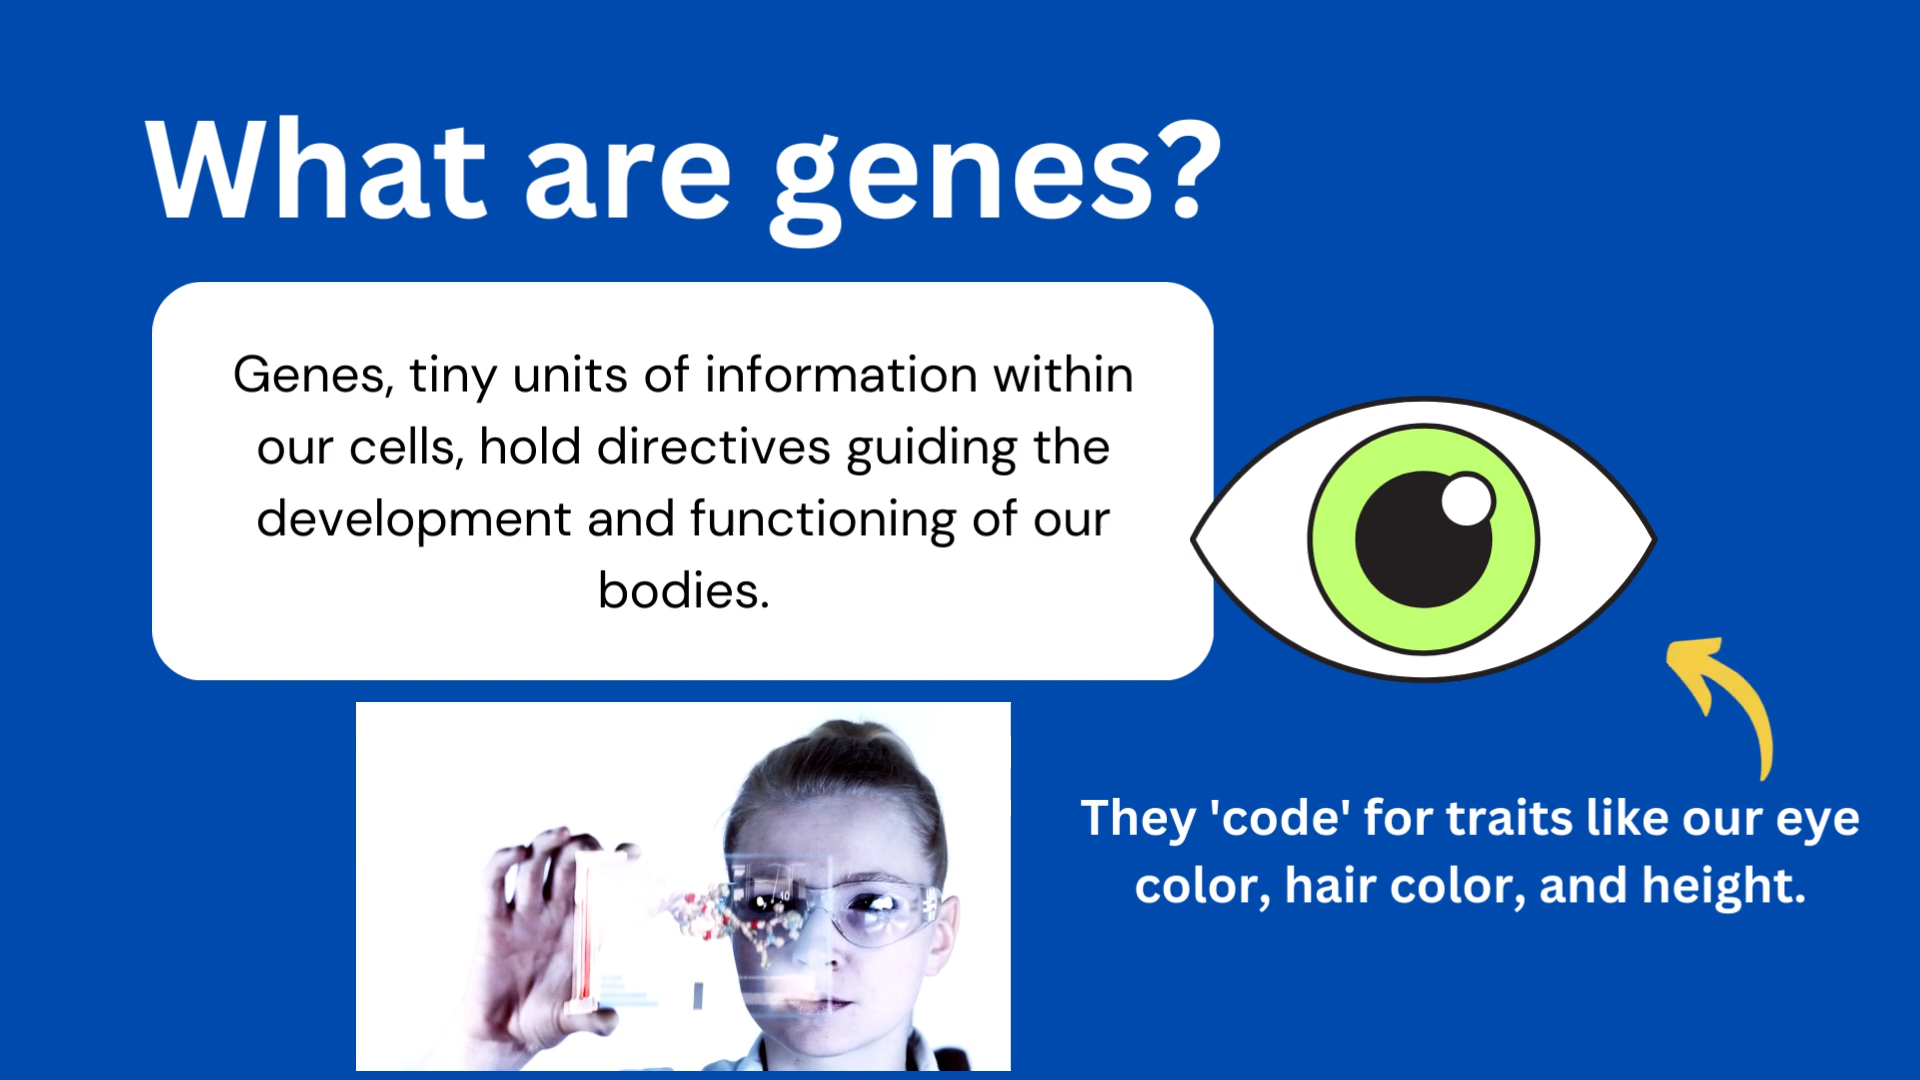 What are genes?
Genes, tiny units of information within
our cells, hold directives guiding the
development and functioning of our
bodies.
They 'code' for traits like our eye
color, hair color, and height.